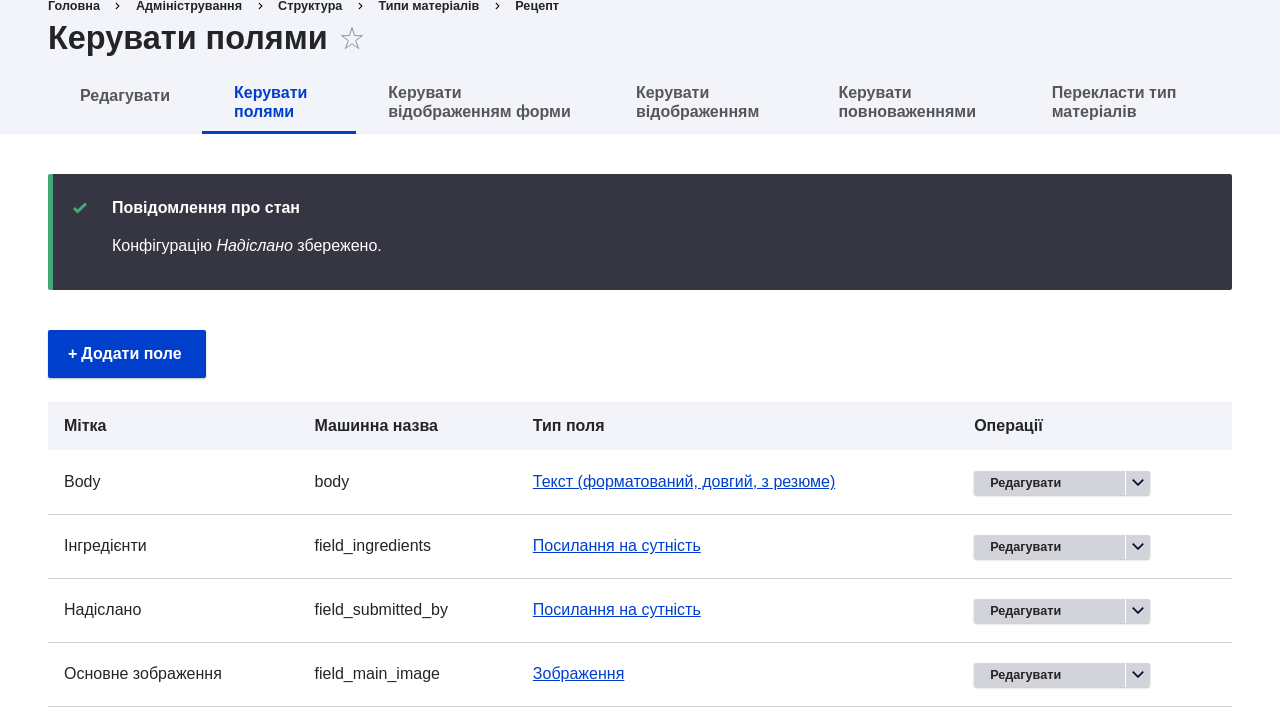 Головна > Адміністрування > Структура > Типи матеріалів > Рецепт
Керувати полями ☆
Редагувати
Керувати
полями
Керувати
відображенням форми
Керувати
відображенням
Керувати
повноваженнями
Перекласти тип
матеріалів
Повідомлення про стан
Конфігурацію Надіслано збережено.
+ Додати поле
Мітка Машинна назва Тип поля Операції
Body body Текст (форматований, довгий, з резюме) Редагувати
Інгредієнти field_ingredients Посилання на сутність Редагувати
Надіслано field_submitted_by Посилання на сутність Редагувати
Основне зображення field_main_image Зображення Редагувати